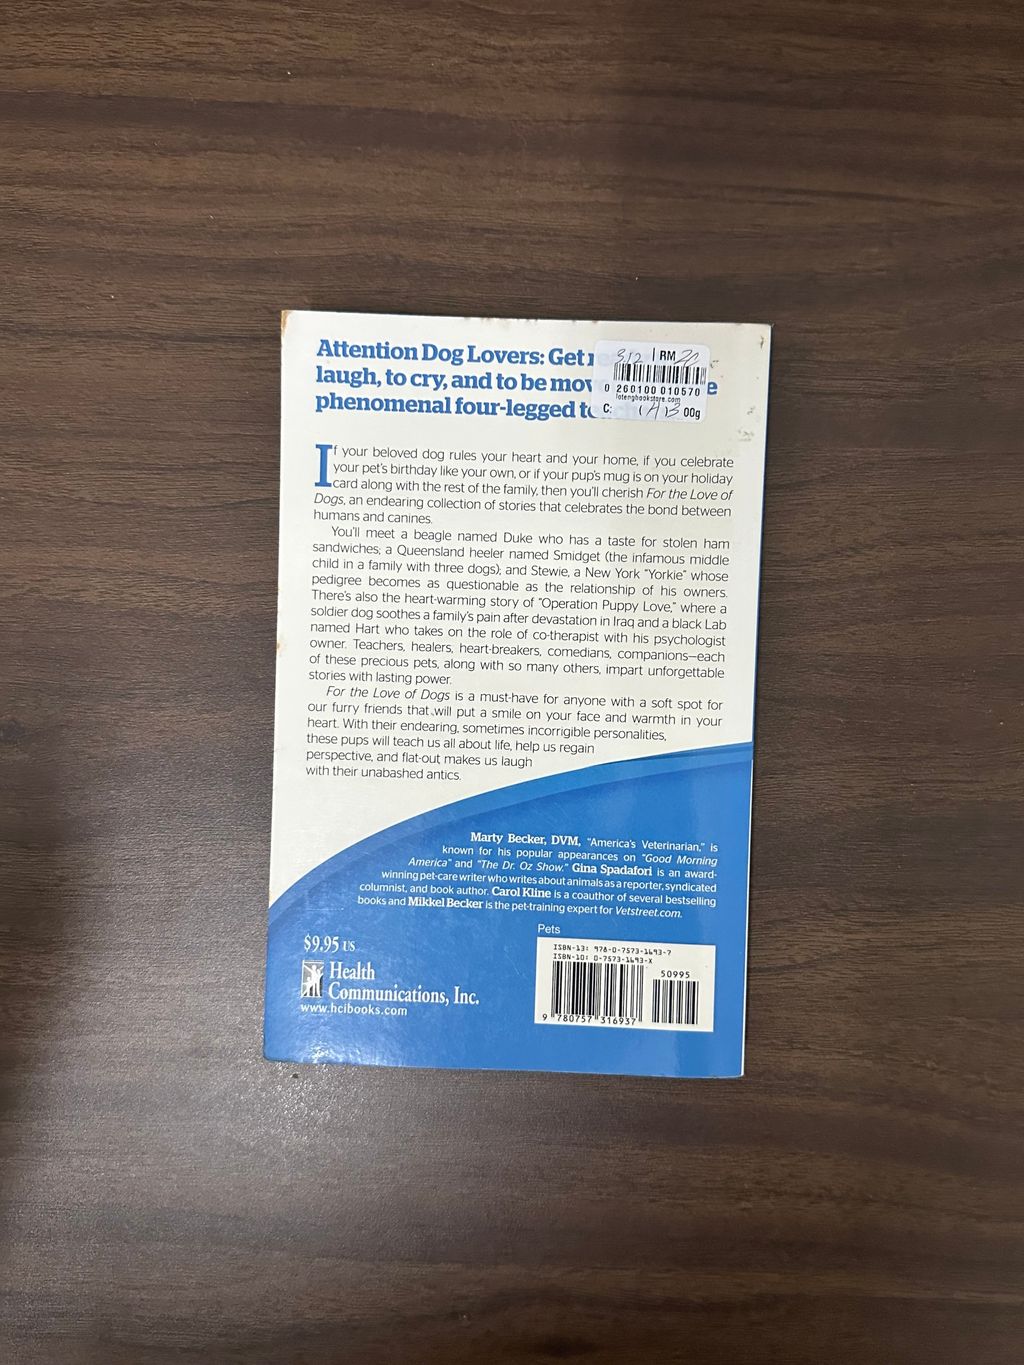 Attention Dog Lovers: Get
laugh, to cry, and to be
phenomenal four-legged
312 | RM 20
0 260100 010570
lotengbookstore.com
C: 00g
If your beloved dog rules your heart and your home, if you celebrate
your pet's birthday like your own, or if your pup's mug is on your holiday
card along with the rest of the family, then you'll cherish For the Love of
Dogs, an endearing collection of stories that celebrates the bond between
humans and canines.
You'll meet a beagle named Duke who has a taste for stolen ham
sandwiches; a Queensland heeler named Smidget (the infamous middle
child in a family with three dogs); and Stewie, a New York "Yorkie" whose
pedigree becomes as questionable as the relationship of his owners.
There's also the heart-warming story of "Operation Puppy Love," where a
soldier dog soothes a family's pain after devastation in Iraq and a black Lab
named Hart who takes on the role of co-therapist with his psychologist
owner. Teachers, healers, heart-breakers, comedians, companions—each
of these precious pets, along with so many others, impart unforgettable
stories with lasting power.
For the Love of Dogs is a must-have for anyone with a soft spot for
our furry friends that will put a smile on your face and warmth in your
heart. With their endearing, sometimes incorrigible personalities,
these pups will teach us all about life, help us regain
perspective, and flat-out makes us laugh
with their unabashed antics.
Marty Becker, DVM, "America's Veterinarian," is
known for his popular appearances on "Good Morning
America" and "The Dr. Oz Show." Gina Spadafori is an award-
winning pet-care writer who writes about animals as a reporter, syndicated
columnist, and book author. Carol Kline is a coauthor of several bestselling
books and Mikkel Becker is the pet-training expert for Vetstreet.com.
$9.95 US
Health
Communications, Inc.
www.hcibooks.com
Pets
ISBN-13: 978-0-7573-1693-7
ISBN-10: 0-7573-1693-X
50995
9 780757 316937